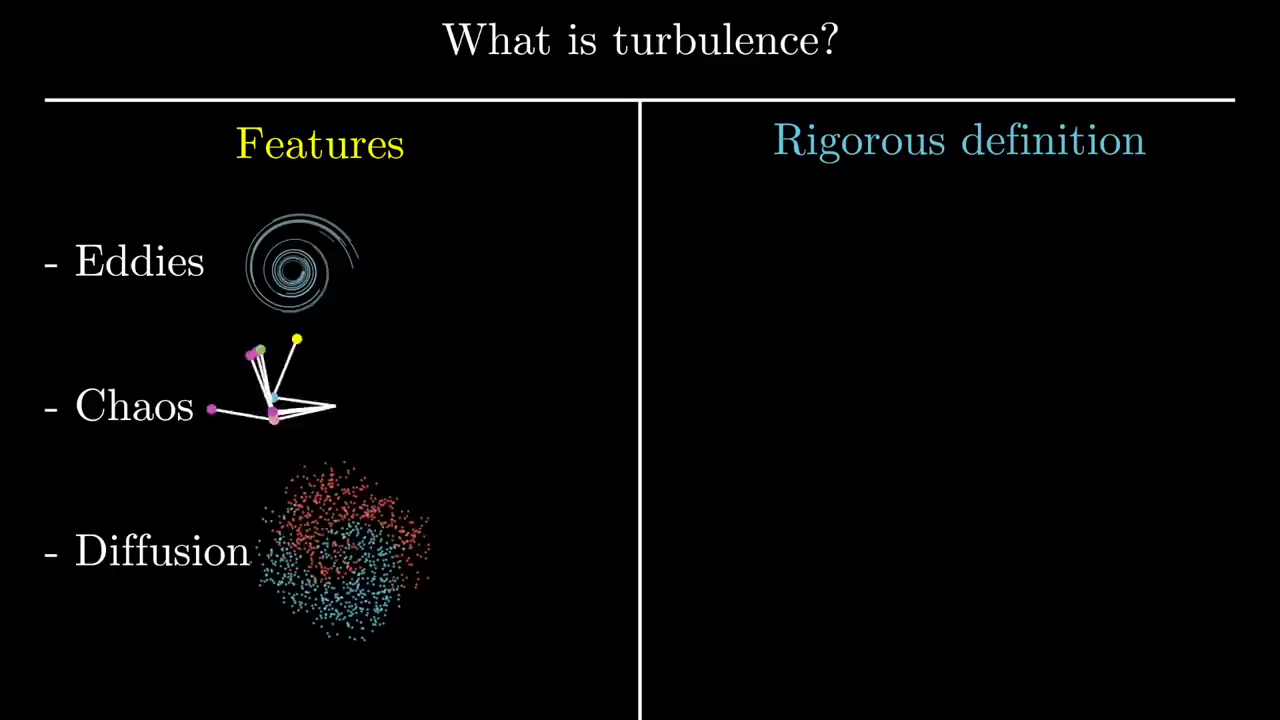 What is turbulence?
Features
Rigorous definition
- Eddies
- Chaos
- Diffusion